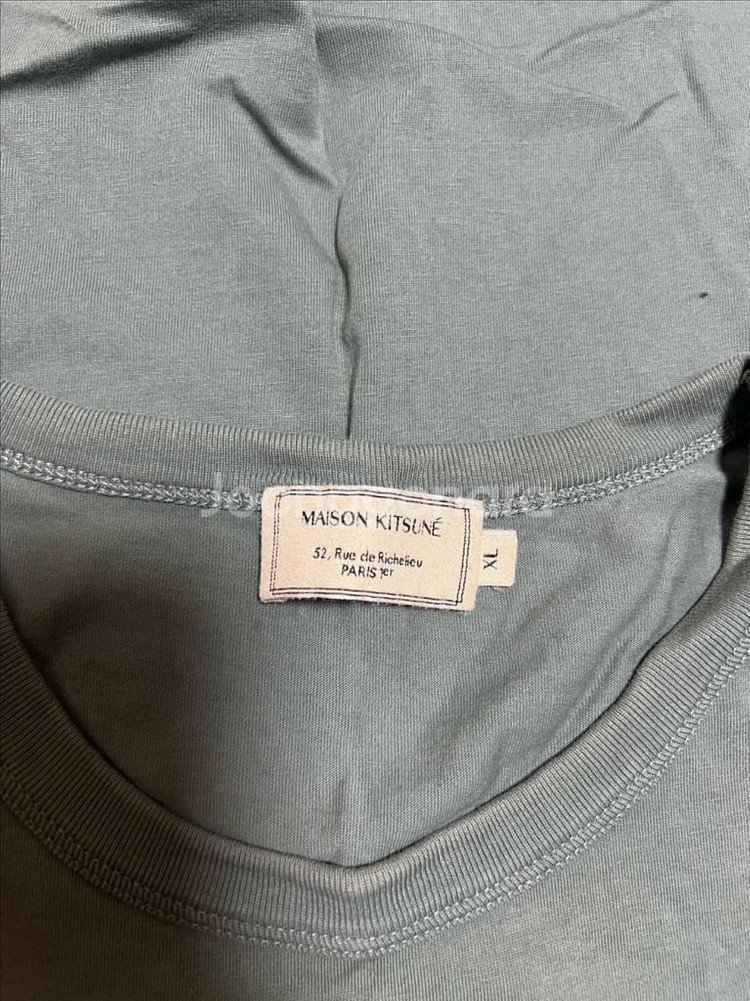 MAISON KITSUNÉ
XL
52, Rue de Richelieu
PARIS 1er